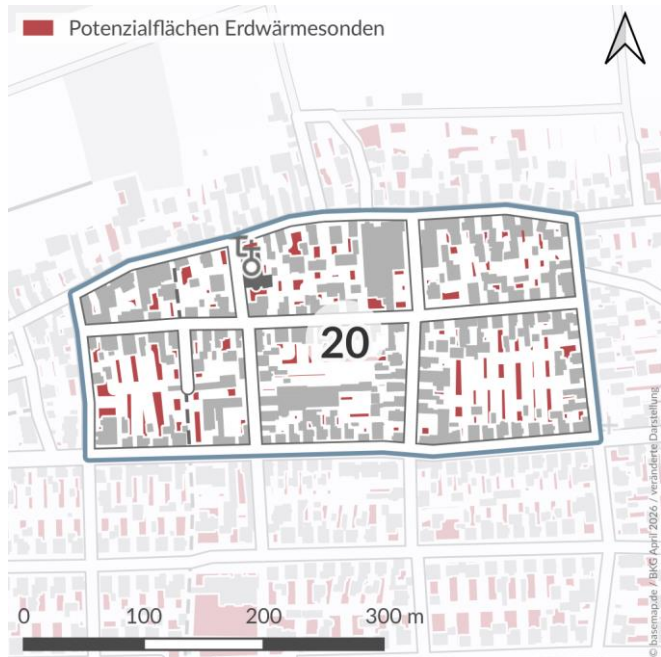 Potenzialflächen Erdwärmesonden
20
0 100 200 300 m
© basemap.de / BKG April 2026 / veränderte Darstellung